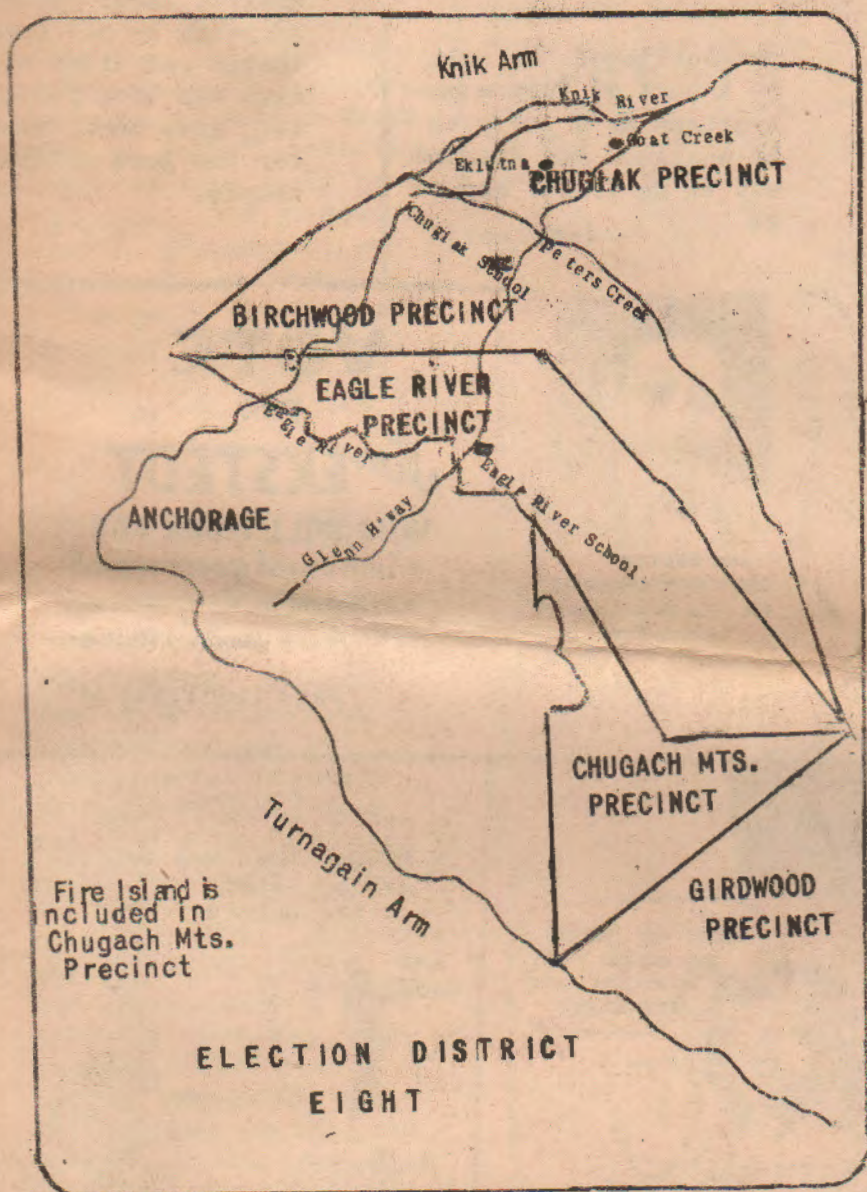 Knik Arm
Knik River
Goat Creek
Eklutna
CHUGIAK PRECINCT
Chugiak School
Peters Creek
BIRCHWOOD PRECINCT
EAGLE RIVER
PRECINCT
Eagle River
Eagle River School
ANCHORAGE
Glenn H'way
CHUGACH MTS.
PRECINCT
Turnagain Arm
GIRDWOOD
PRECINCT
Fire Island is
included in
Chugach Mts.
Precinct
ELECTION DISTRICT
EIGHT